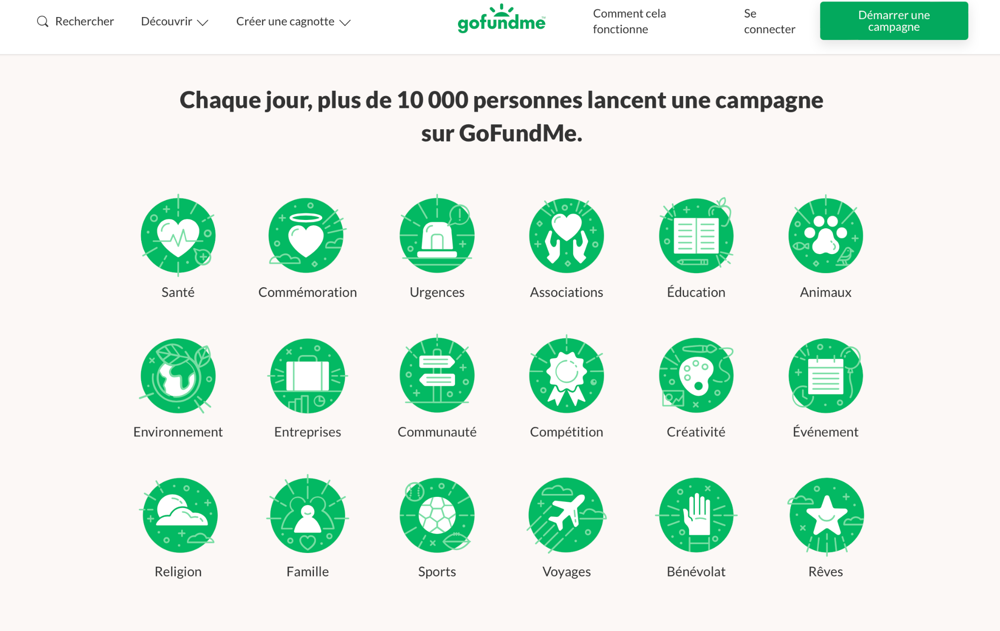 Rechercher
Découvrir
Créer une cagnotte
gofundme™
Comment cela
fonctionne
Se
connecter
Démarrer une
campagne
Chaque jour, plus de 10 000 personnes lancent une campagne
sur GoFundMe.
Santé
Commémoration
Urgences
Associations
Éducation
Animaux
Environnement
Entreprises
Communauté
Compétition
Créativité
Événement
Religion
Famille
Sports
Voyages
Bénévolat
Rêves